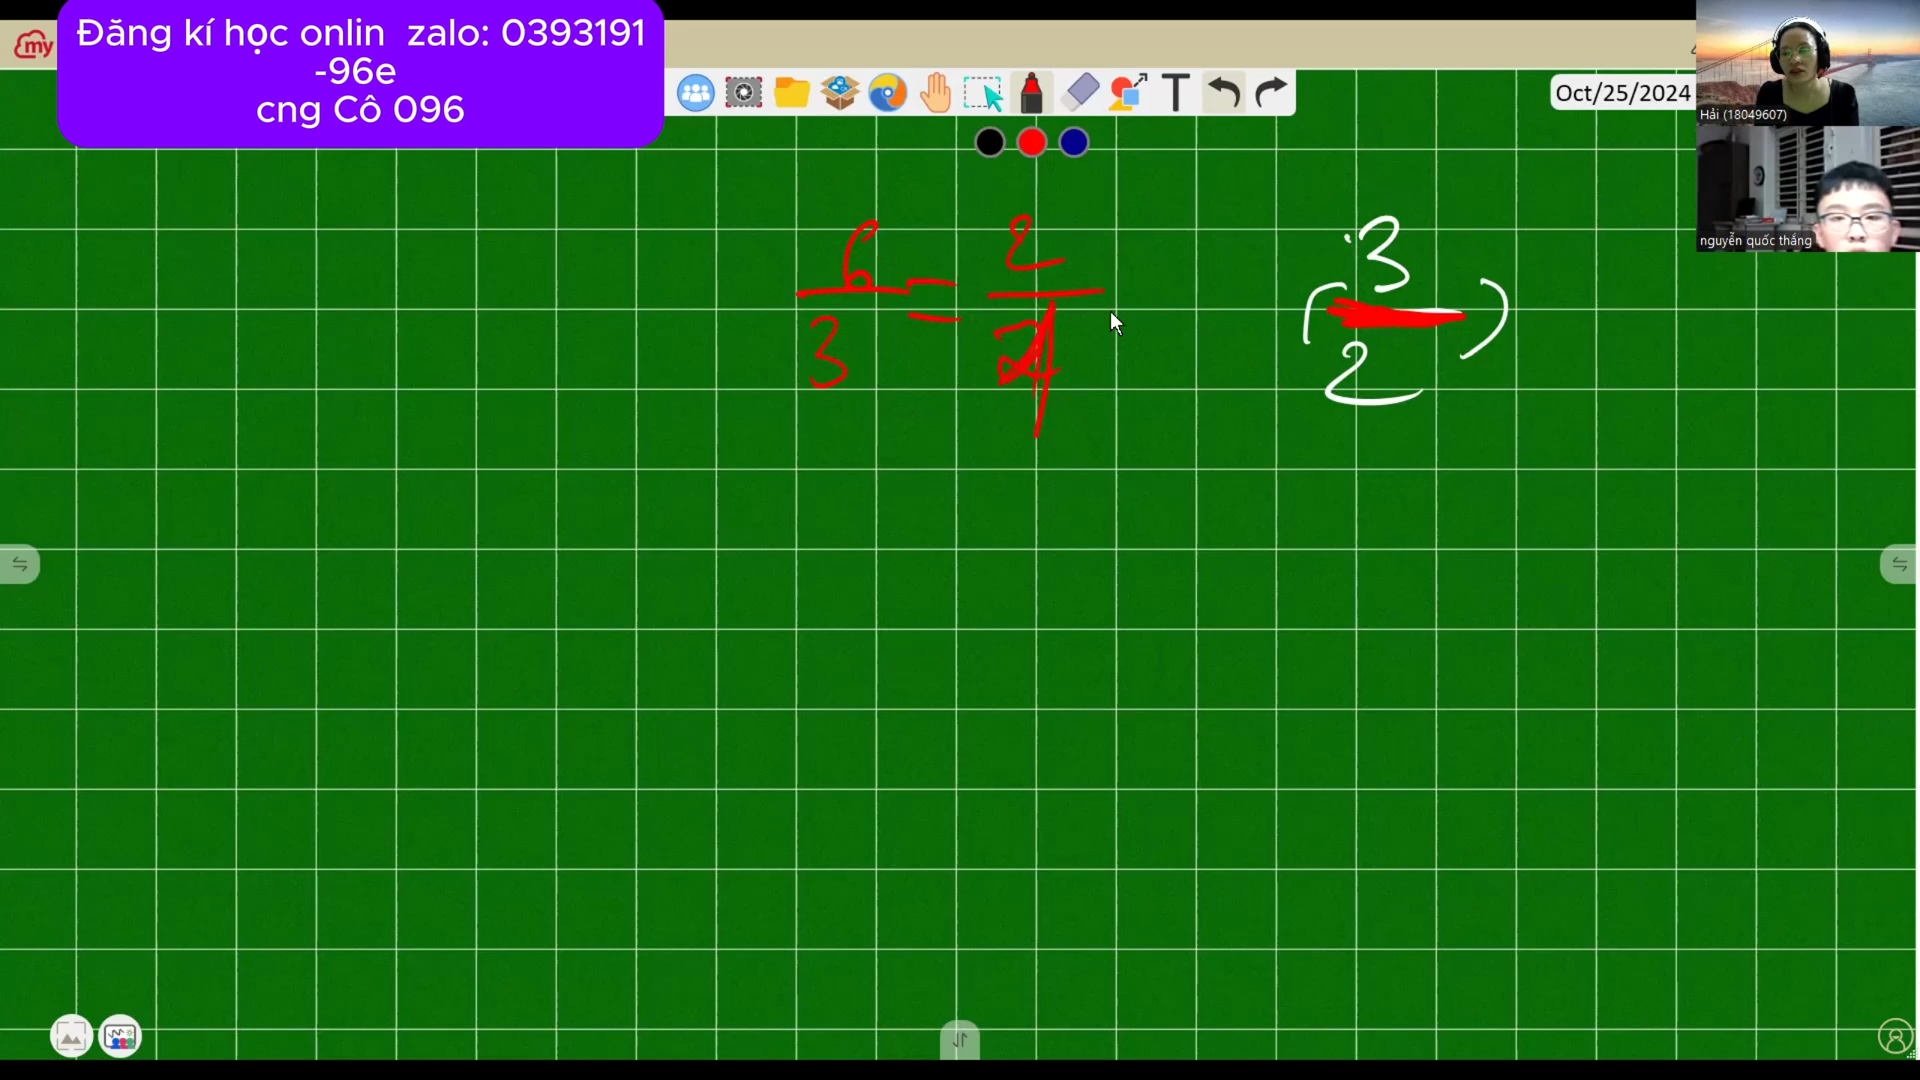 my
Đăng kí học onlin zalo: 0393191
-96e
cng Cô 096
T
Oct/25/2024
Hải (18049607)
nguyễn quốc thắng
6 = 2
3
3
( )
2